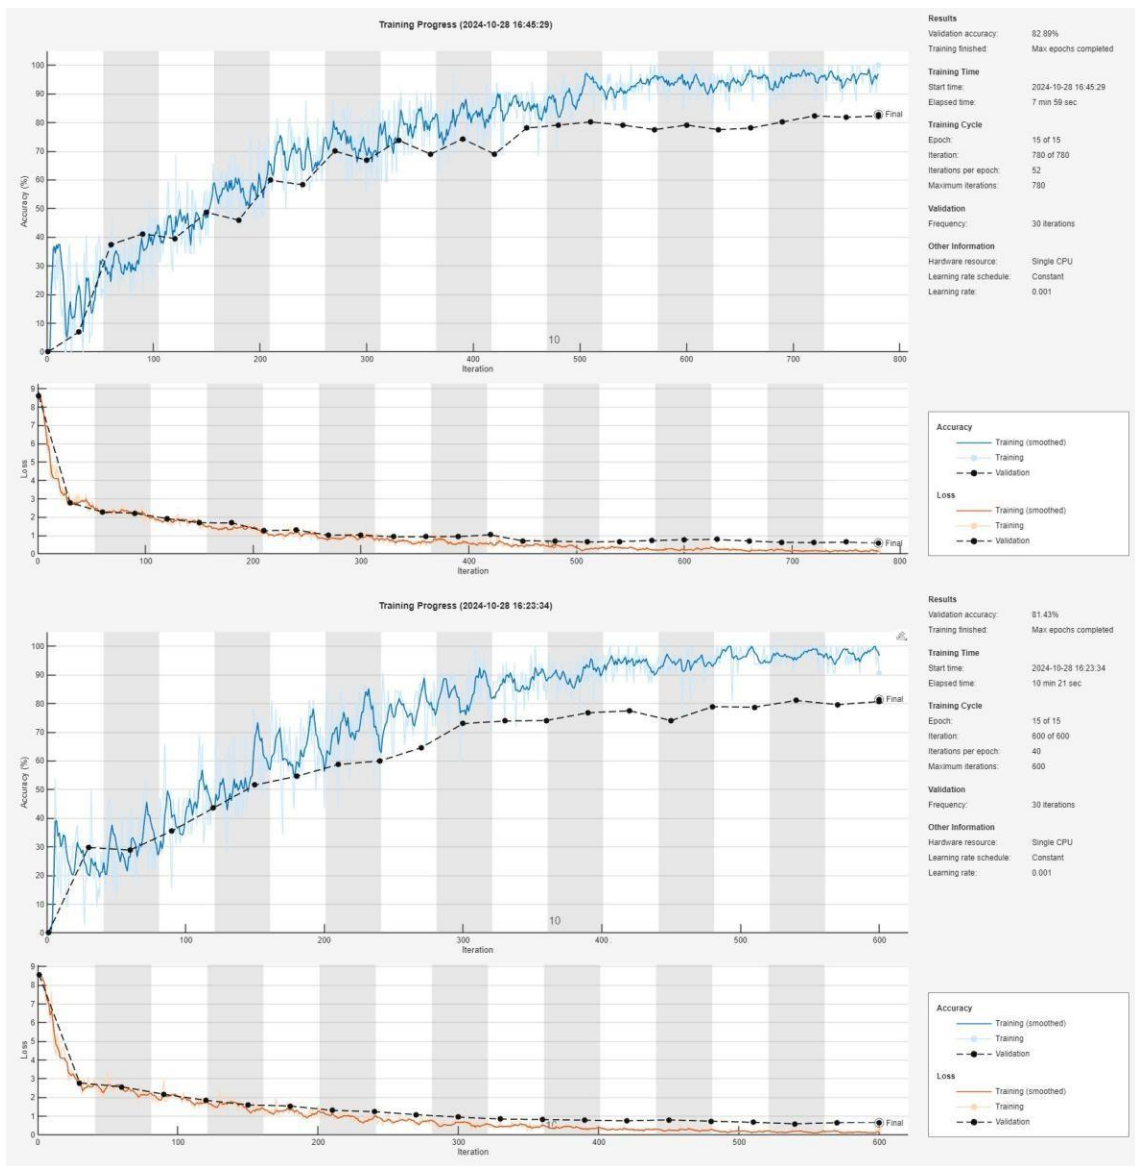 Training Progress (2024-10-28 16:45:29)
Accuracy (%)
100
90
80
70
60
50
40
30
20
10
0
Final
10
0 100 200 300 400 500 600 700 800
Iteration
Loss
9
8
7
6
5
4
3
2
1
0
Final
10
0 100 200 300 400 500 600 700 800
Iteration
Results
Validation accuracy: 82.89%
Training finished: Max epochs completed
Training Time
Start time: 2024-10-28 16:45:29
Elapsed time: 7 min 59 sec
Training Cycle
Epoch: 15 of 15
Iteration: 780 of 780
Iterations per epoch: 52
Maximum iterations: 780
Validation
Frequency: 30 iterations
Other Information
Hardware resource: Single CPU
Learning rate schedule: Constant
Learning rate: 0.001
Accuracy
Training (smoothed)
Training
Validation
Loss
Training (smoothed)
Training
Validation
Training Progress (2024-10-28 16:23:34)
Accuracy (%)
100
90
80
70
60
50
40
30
20
10
0
Final
10
0 100 200 300 400 500 600
Iteration
Loss
9
8
7
6
5
4
3
2
1
0
Final
10
0 100 200 300 400 500 600
Iteration
Results
Validation accuracy: 81.43%
Training finished: Max epochs completed
Training Time
Start time: 2024-10-28 16:23:34
Elapsed time: 10 min 21 sec
Training Cycle
Epoch: 15 of 15
Iteration: 600 of 600
Iterations per epoch: 40
Maximum iterations: 600
Validation
Frequency: 30 iterations
Other Information
Hardware resource: Single CPU
Learning rate schedule: Constant
Learning rate: 0.001
Accuracy
Training (smoothed)
Training
Validation
Loss
Training (smoothed)
Training
Validation